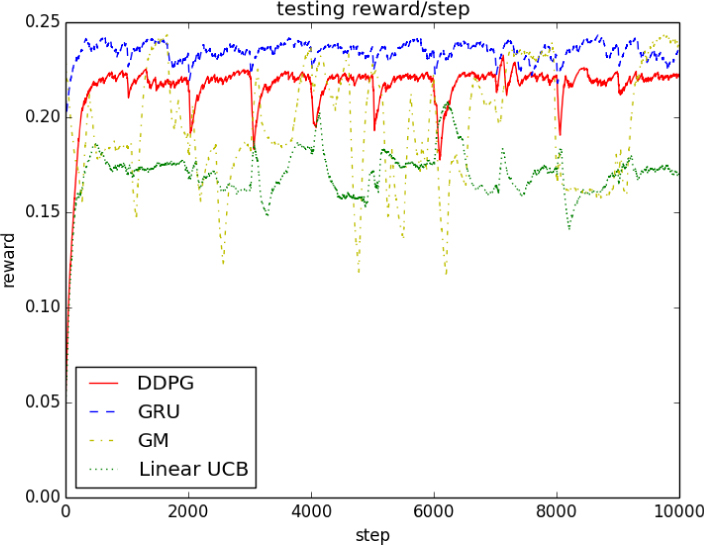 testing reward/step
0.25
0.20
0.15
0.10
0.05
0.00
reward
DDPG
GRU
GM
Linear UCB
0 2000 4000 6000 8000 10000
step